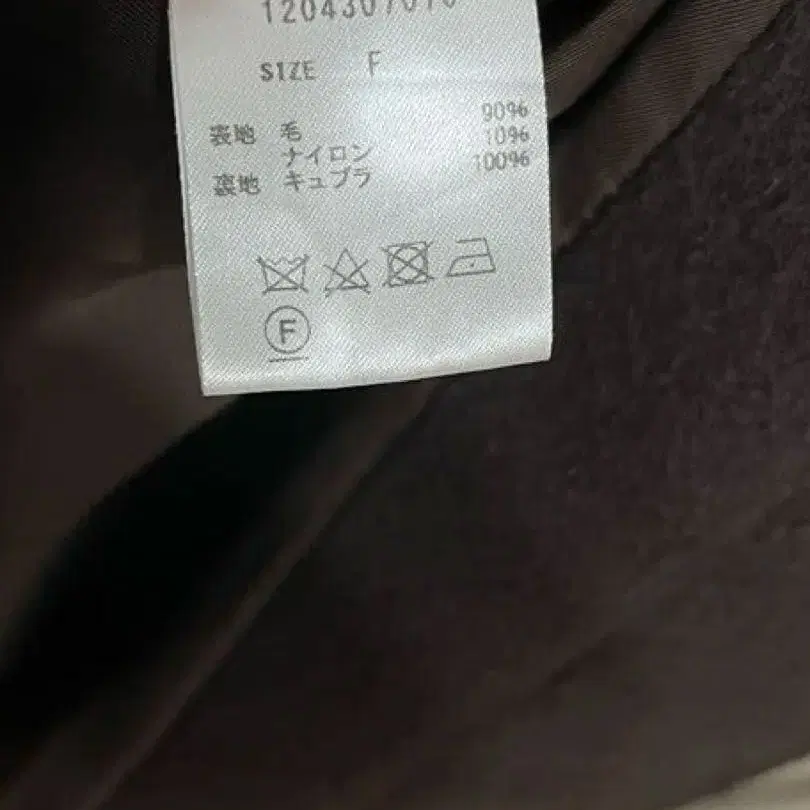 SIZE F
表地 毛 90%
ナイロン 10%
裏地 キュプラ 100%
F